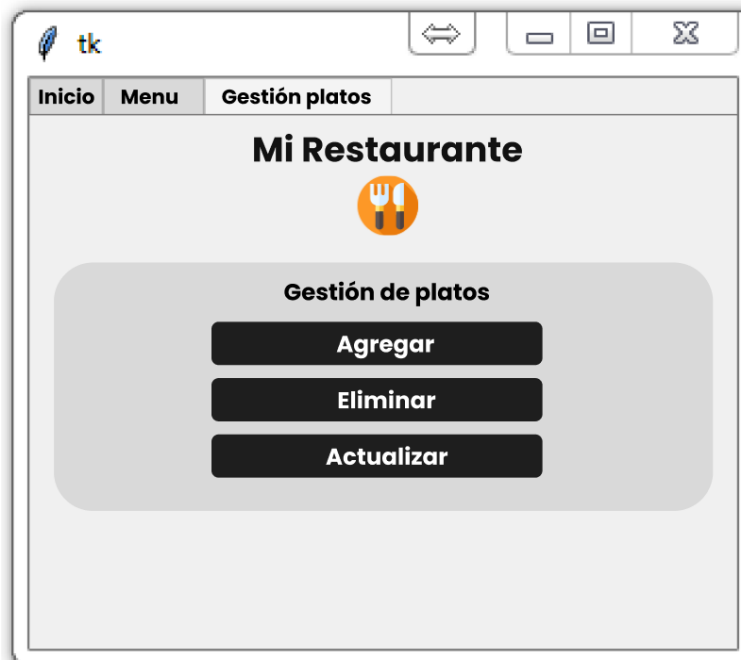 tk
Inicio Menu Gestión platos
Mi Restaurante
Gestión de platos
Agregar
Eliminar
Actualizar